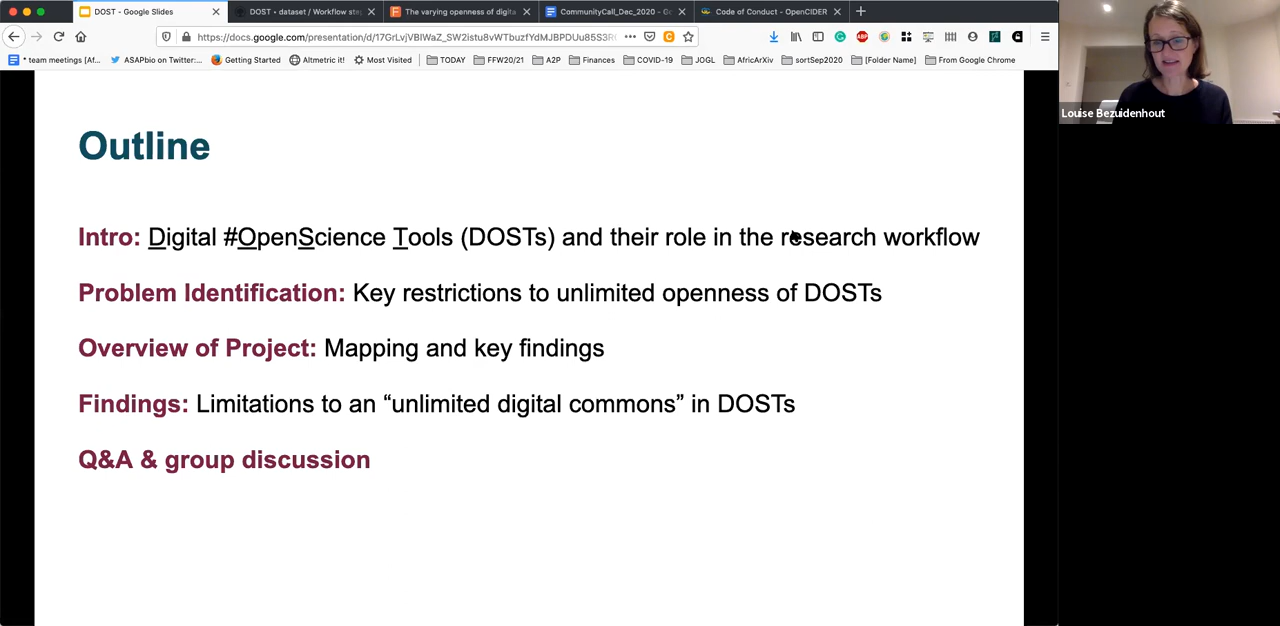 DOST - Google Slides
DOST • dataset / Workflow ste
The varying openness of digita
CommunityCall_Dec_2020 - Go
Code of Conduct - OpenCIDER
https://docs.google.com/presentation/d/17GrLvjVBIWaZ_SW2istu8vWTbuzfYdMJBPDUu85S3R
* team meetings [Af... ASAPbio on Twitter:... Getting Started Altmetric it! Most Visited TODAY FFW20/21 A2P Finances COVID-19 JOGL AfricArXiv sortSep2020 [Folder Name] From Google Chrome
Louise Bezuidenhout
Outline
Intro: Digital #OpenScience Tools (DOSTs) and their role in the research workflow
Problem Identification: Key restrictions to unlimited openness of DOSTs
Overview of Project: Mapping and key findings
Findings: Limitations to an “unlimited digital commons” in DOSTs
Q&A & group discussion